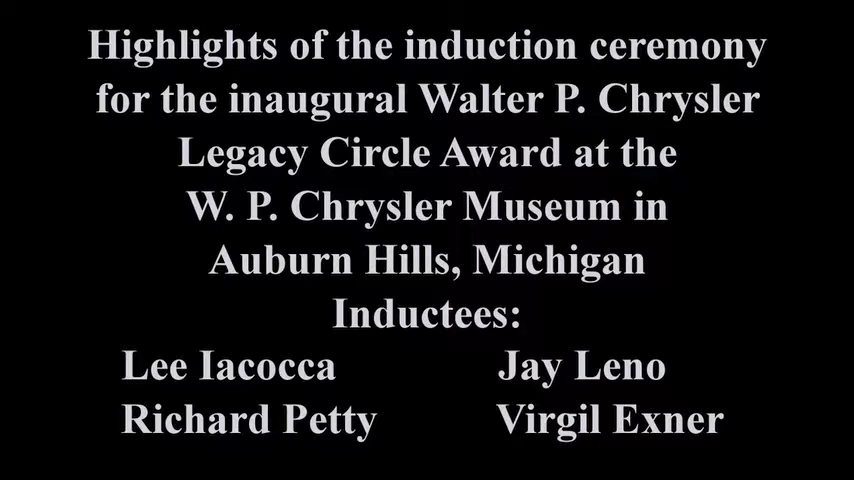 Highlights of the induction ceremony
for the inaugural Walter P. Chrysler
Legacy Circle Award at the
W. P. Chrysler Museum in
Auburn Hills, Michigan
Inductees:
Lee Iacocca Jay Leno
Richard Petty Virgil Exner